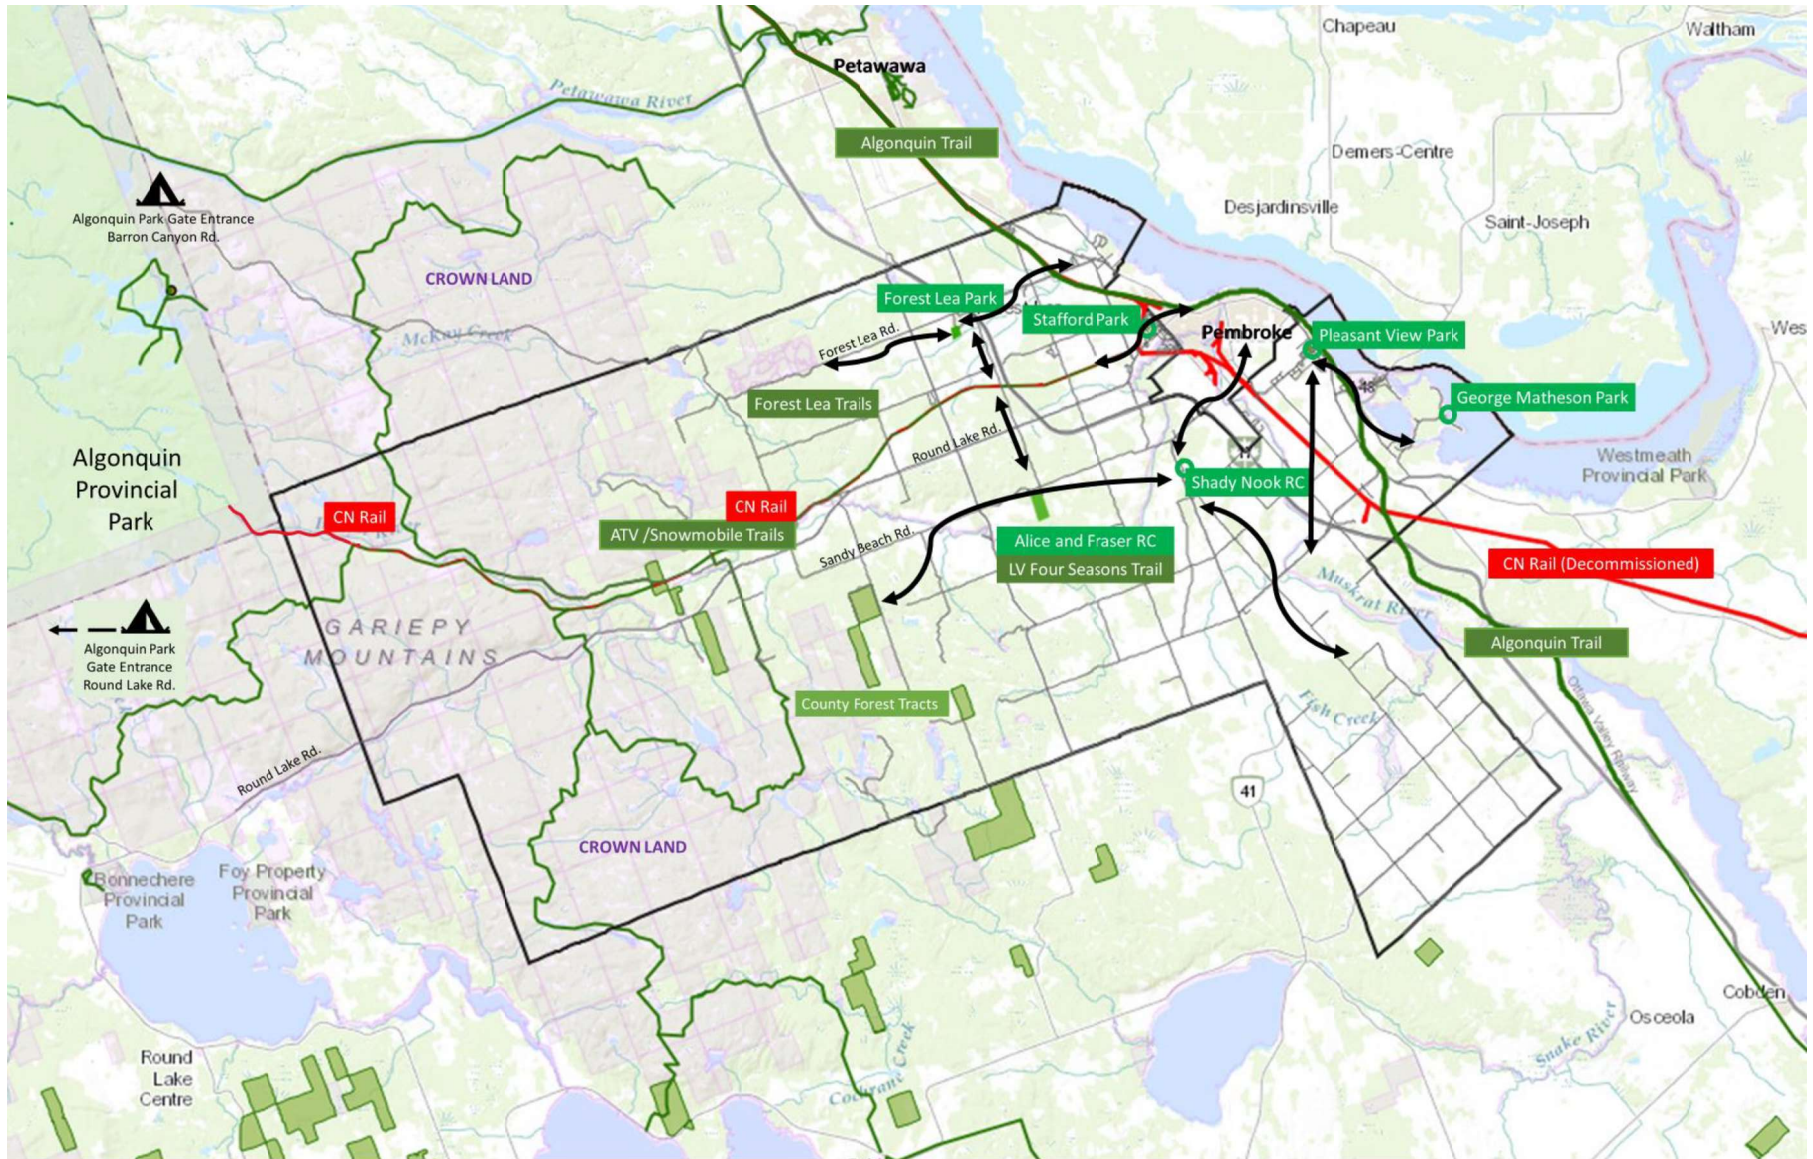 Chapeau
Waltham
Petawawa
Petawawa River
Algonquin Trail
Demers-Centre
Algonquin Park Gate Entrance
Barron Canyon Rd.
Desjardinsville
Saint-Joseph
CROWN LAND
Forest Lea Park
Stafford Park
McKay Creek
Forest Lea Rd.
Pembroke
Pleasant View Park
Wes
48
Forest Lea Trails
George Matheson Park
Round Lake Rd.
Algonquin
Provincial
Park
Westmeath
Provincial Park
Shady Nook RC
CN Rail
CN Rail
ATV /Snowmobile Trails
Sandy Beach Rd.
Alice and Fraser RC
LV Four Seasons Trail
CN Rail (Decommissioned)
Muskrat River
GARIEPY
MOUNTAINS
Algonquin Park
Gate Entrance
Round Lake Rd.
Algonquin Trail
County Forest Tracts
Fish Creek
Ottawa Valley Railway
Round Lake Rd.
41
CROWN LAND
Bonnechere
Provincial
Park
Foy Property
Provincial
Park
Cobden
Osceola
Snake River
Round
Lake
Centre
Cochrane Creek